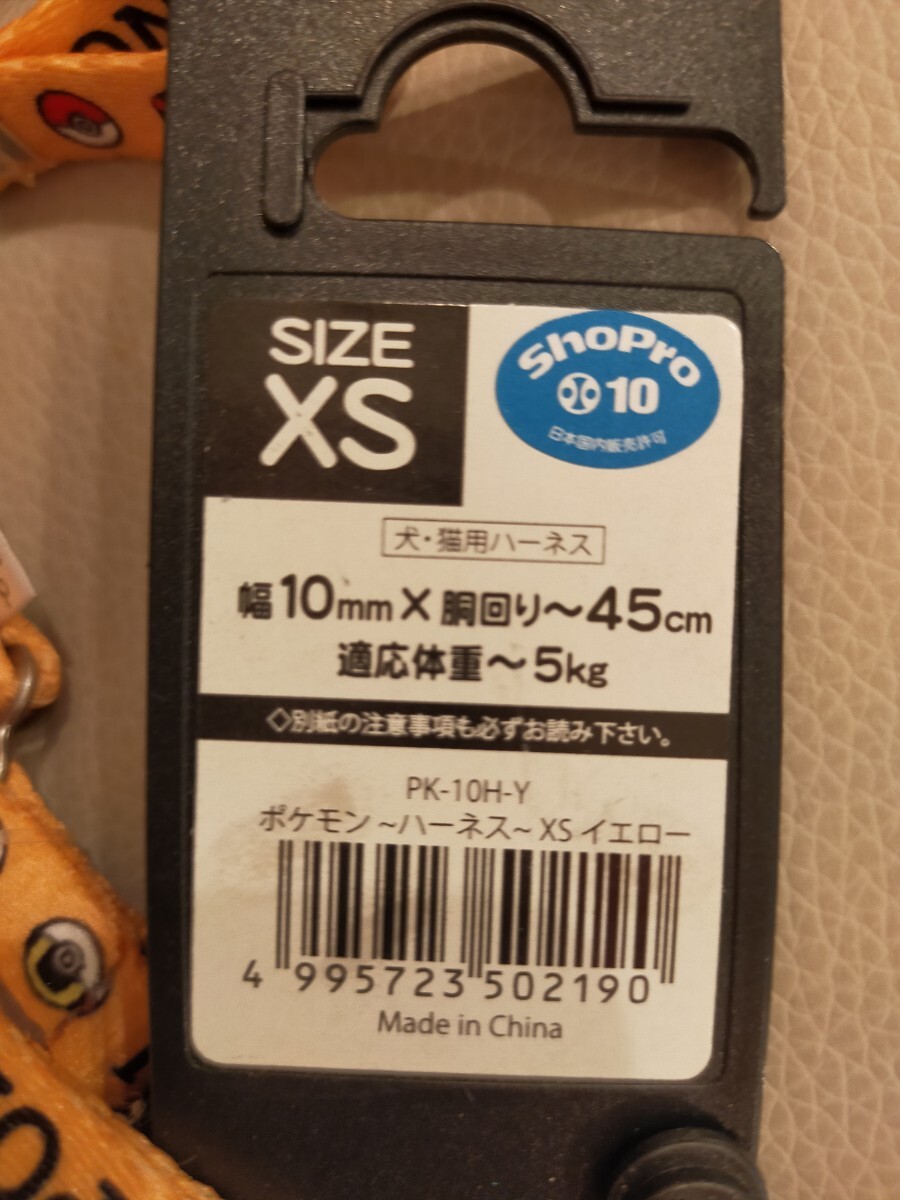 SIZE
XS
ShoPro
10
日本国内販売許可
犬・猫用ハーネス
幅10mm×胴回り～45cm
適応体重～5kg
◇別紙の注意事項も必ずお読み下さい。
PK-10H-Y
ポケモン~ハーネス~ XS イエロー
4 995723 502190
Made in China